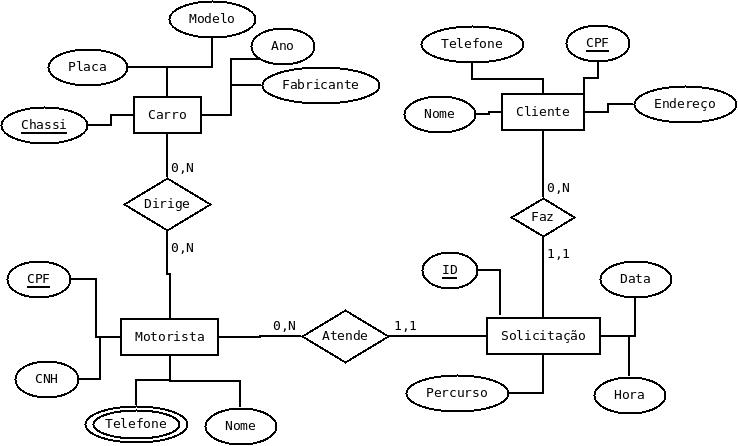 Modelo
Ano
Telefone
CPF
Placa
Fabricante
Endereço
Chassi
Carro
Nome
Cliente
0,N
0,N
Dirige
Faz
0,N
1,1
CPF
ID
Data
0,N
1,1
Motorista
Atende
Solicitação
CNH
Percurso
Hora
Telefone
Nome